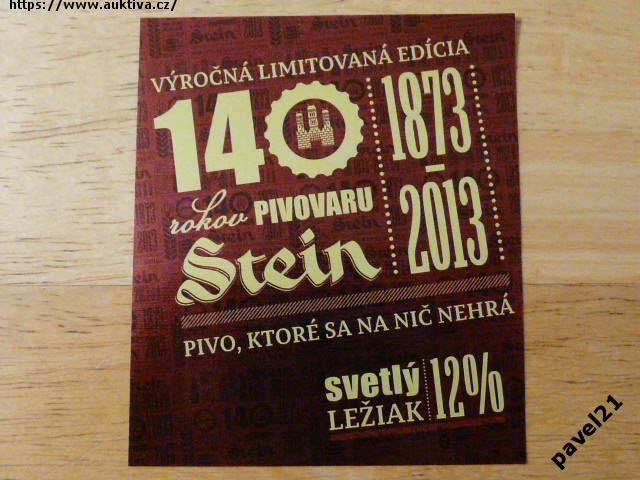 https://www.auktiva.cz/
VÝROČNÁ LIMITOVANÁ EDÍCIA
140
rokov PIVOVARU
Stein
1873–2013
PIVO, KTORÉ SA NA NIČ NEHRÁ
svetlý
LEŽIAK
12%
pavel21